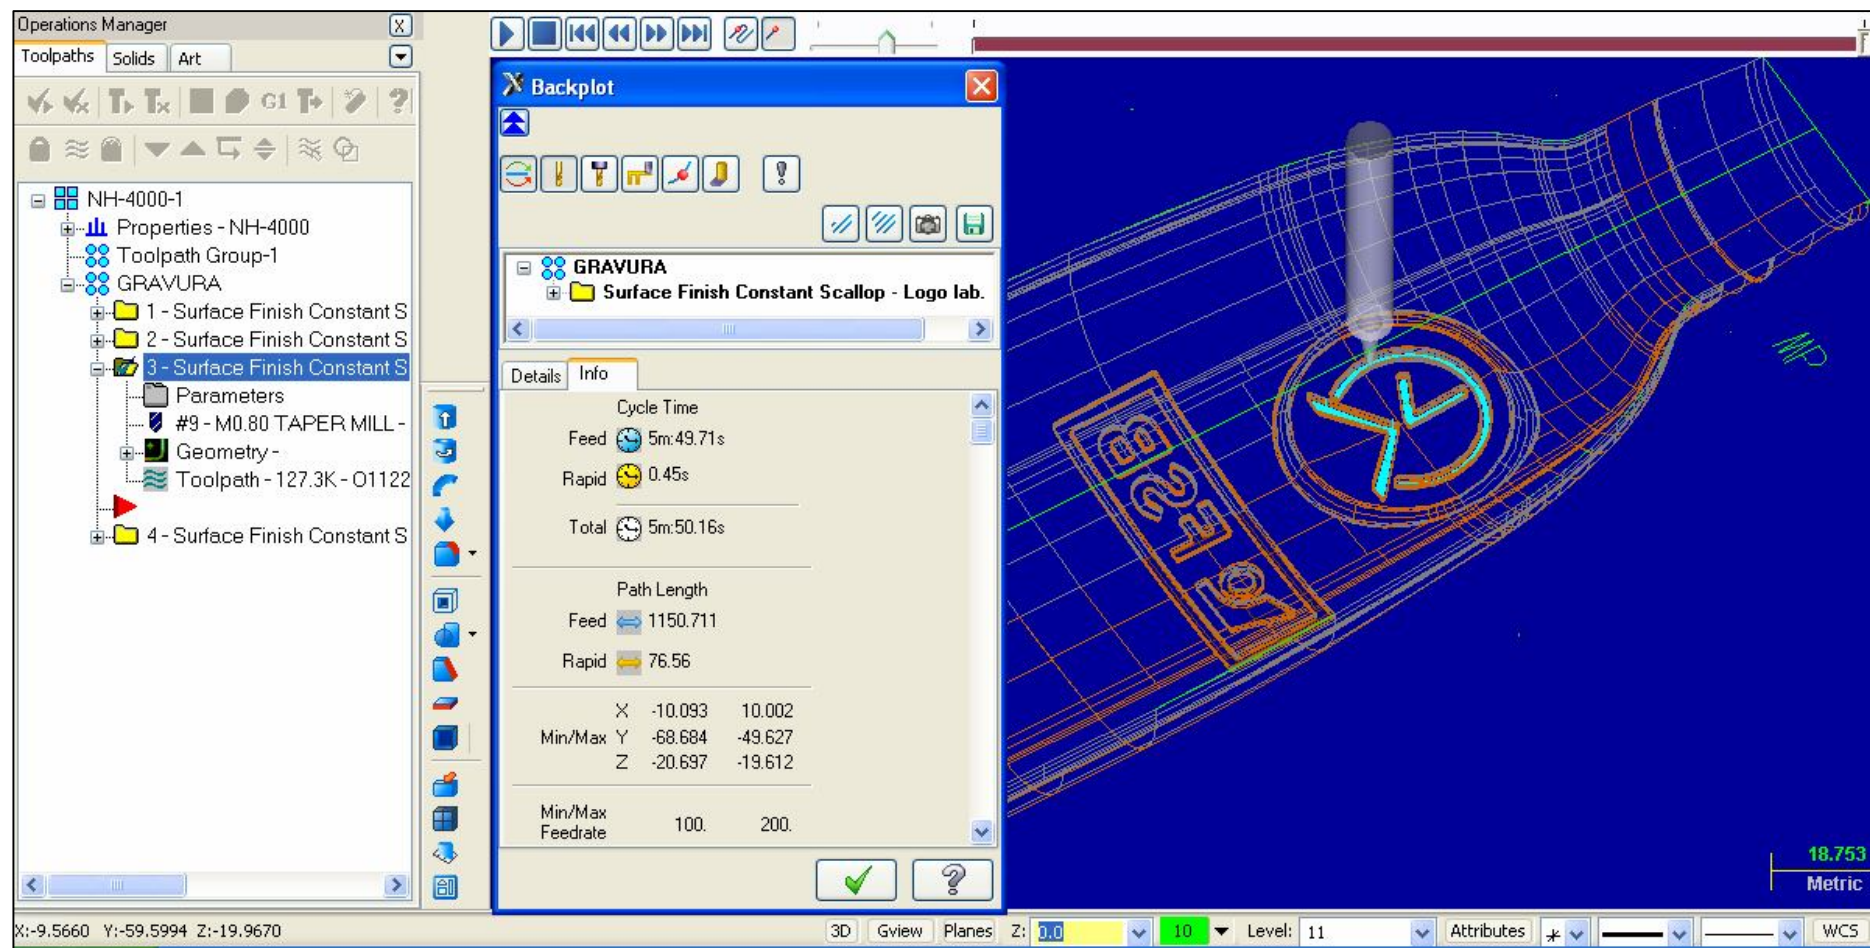 Operations Manager
X
Toolpaths Solids Art
G1
NH-4000-1
Properties - NH-4000
Toolpath Group-1
GRAVURA
1 - Surface Finish Constant S
2 - Surface Finish Constant S
3 - Surface Finish Constant S
Parameters
#9 - M0.80 TAPER MILL -
Geometry -
Toolpath - 127.3K - O1122
4 - Surface Finish Constant S
Backplot
GRAVURA
Surface Finish Constant Scallop - Logo lab.
Details Info
Cycle Time
Feed 5m:49.71s
Rapid 0.45s
Total 5m:50.16s
Path Length
Feed 1150.711
Rapid 76.56
X -10.093 10.002
Min/Max Y -68.684 -49.627
Z -20.697 -19.612
Min/Max
Feedrate 100. 200.
18.753
Metric
X:-9.5660 Y:-59.5994 Z:-19.9670
3D Gview Planes Z: 0.0 10 Level: 11 Attributes WCS